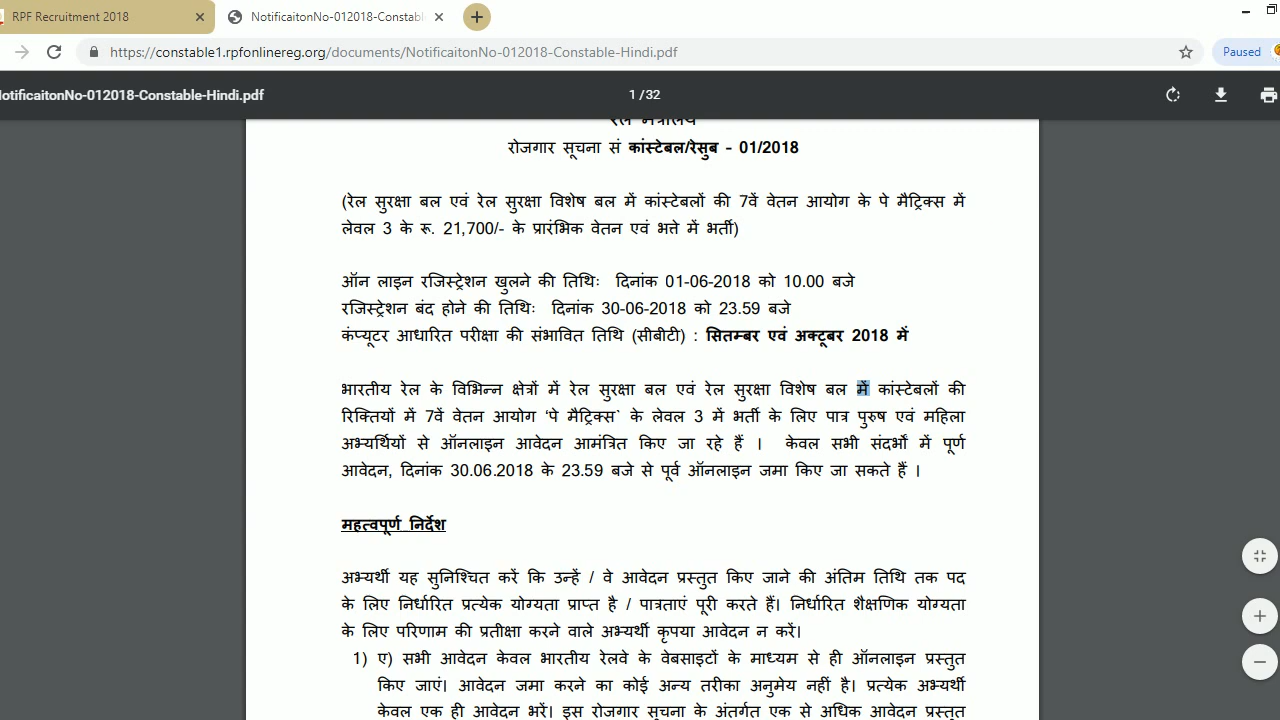 RPF Recruitment 2018
NotificaitonNo-012018-Constabl
https://constable1.rpfonlinereg.org/documents/NotificaitonNo-012018-Constable-Hindi.pdf
Paused
otificaitonNo-012018-Constable-Hindi.pdf
1 / 32
रेल मंत्रालय
रोजगार सूचना सं कांस्टेबल/रेसुब - 01/2018
(रेल सुरक्षा बल एवं रेल सुरक्षा विशेष बल में कांस्टेबलों की 7वें वेतन आयोग के पे मैट्रिक्स में
लेवल 3 के रू. 21,700/- के प्रारंभिक वेतन एवं भत्ते में भर्ती)
ऑन लाइन रजिस्ट्रेशन खुलने की तिथिः दिनांक 01-06-2018 को 10.00 बजे
रजिस्ट्रेशन बंद होने की तिथिः दिनांक 30-06-2018 को 23.59 बजे
कंप्यूटर आधारित परीक्षा की संभावित तिथि (सीबीटी) : सितम्बर एवं अक्टूबर 2018 में
भारतीय रेल के विभिन्न क्षेत्रों में रेल सुरक्षा बल एवं रेल सुरक्षा विशेष बल में कांस्टेबलों की
रिक्तियों में 7वें वेतन आयोग 'पे मैट्रिक्स` के लेवल 3 में भर्ती के लिए पात्र पुरुष एवं महिला
अभ्यर्थियों से ऑनलाइन आवेदन आमंत्रित किए जा रहे हैं । केवल सभी संदर्भों में पूर्ण
आवेदन, दिनांक 30.06.2018 के 23.59 बजे से पूर्व ऑनलाइन जमा किए जा सकते हैं ।
महत्वपूर्ण निर्देश
अभ्यर्थी यह सुनिश्चित करें कि उन्हें / वे आवेदन प्रस्तुत किए जाने की अंतिम तिथि तक पद
के लिए निर्धारित प्रत्येक योग्यता प्राप्त है / पात्रताएं पूरी करते हैं। निर्धारित शैक्षणिक योग्यता
के लिए परिणाम की प्रतीक्षा करने वाले अभ्यर्थी कृपया आवेदन न करें।
1) ए) सभी आवेदन केवल भारतीय रेलवे के वेबसाइटों के माध्यम से ही ऑनलाइन प्रस्तुत
किए जाएं। आवेदन जमा करने का कोई अन्य तरीका अनुमेय नहीं है। प्रत्येक अभ्यर्थी
केवल एक ही आवेदन भरें। इस रोजगार सूचना के अंतर्गत एक से अधिक आवेदन प्रस्तुत